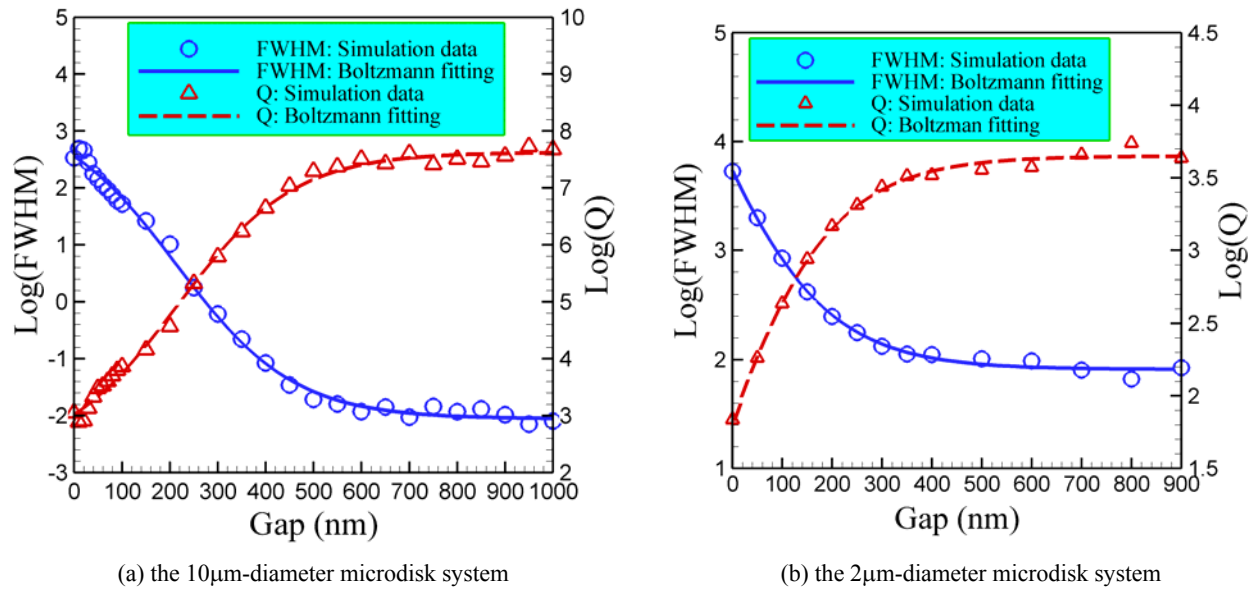 FWHM: Simulation data
FWHM: Boltzmann fitting
Q: Simulation data
Q: Boltzmann fitting
Log(FWHM)
5
4
3
2
1
0
-1
-2
-3
10
9
8
7
6
5
4
3
2
Log(Q)
0 100 200 300 400 500 600 700 800 900 1000
Gap (nm)
(a) the 10μm-diameter microdisk system
FWHM: Simulation data
FWHM: Boltzmann fitting
Q: Simulation data
Q: Boltzman fitting
Log(FWHM)
5
4
3
2
1
4.5
4
3.5
3
2.5
2
1.5
Log(Q)
0 100 200 300 400 500 600 700 800 900
Gap (nm)
(b) the 2μm-diameter microdisk system